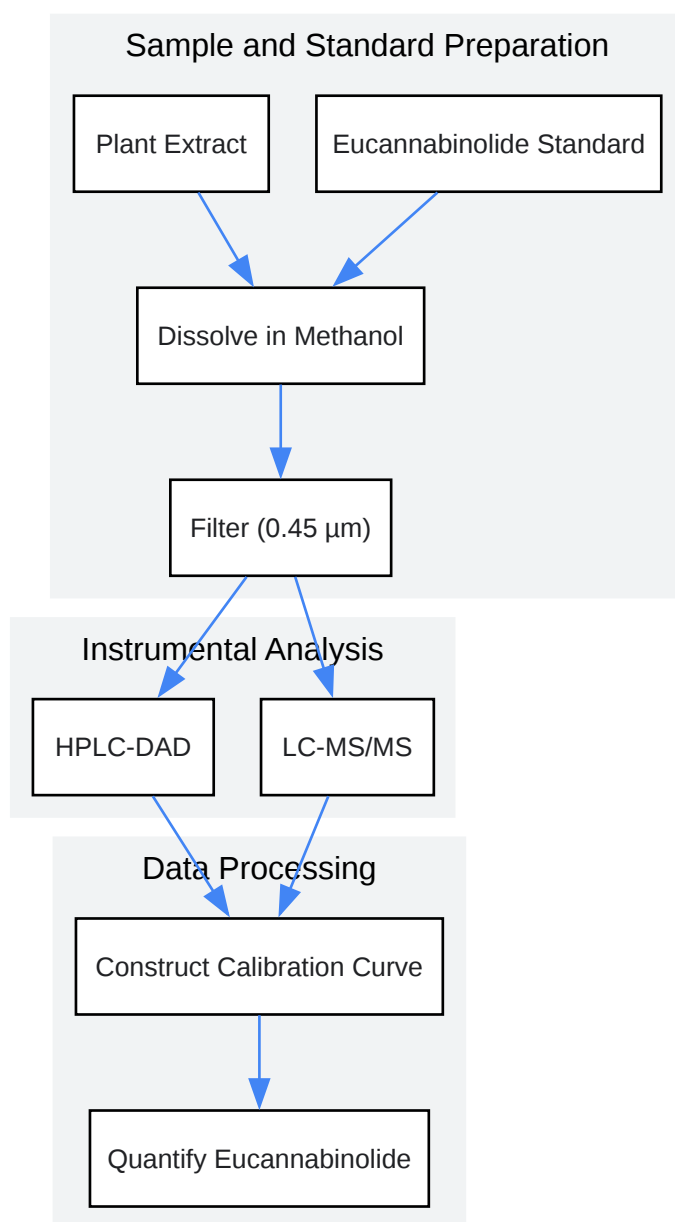 Sample and Standard Preparation
Plant Extract
Eucannabinolide Standard
Dissolve in Methanol
Filter (0.45 µm)
Instrumental Analysis
HPLC-DAD
LC-MS/MS
Data Processing
Construct Calibration Curve
Quantify Eucannabinolide